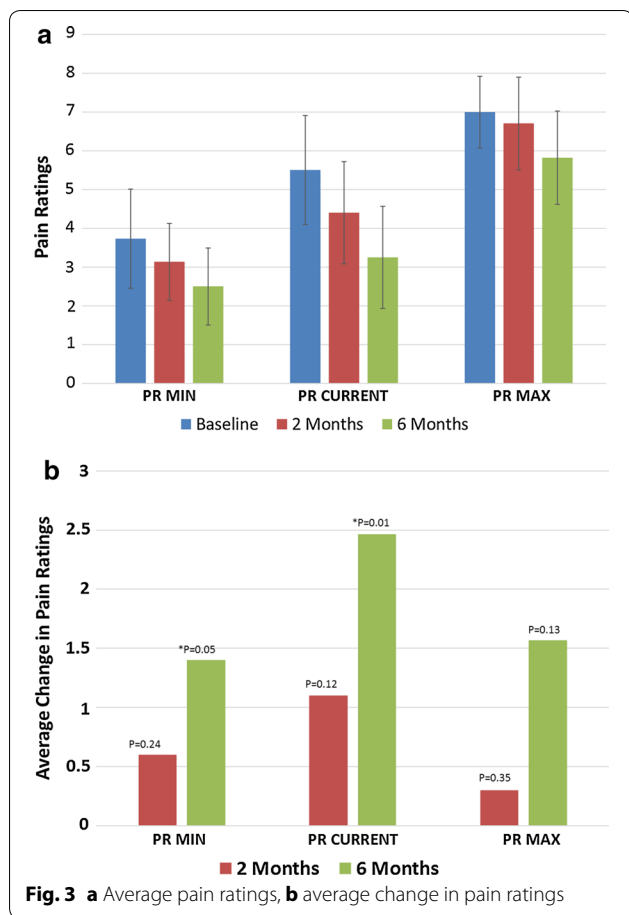 a
9
8
7
6
5
4
3
2
1
0
Pain Ratings
PR MIN PR CURRENT PR MAX
Baseline 2 Months 6 Months
b
3
2.5
2
1.5
1
0.5
0
Average Change in Pain Ratings
P=0.24
*P=0.05
P=0.12
*P=0.01
P=0.35
P=0.13
PR MIN PR CURRENT PR MAX
2 Months 6 Months
Fig. 3 a Average pain ratings, b average change in pain ratings